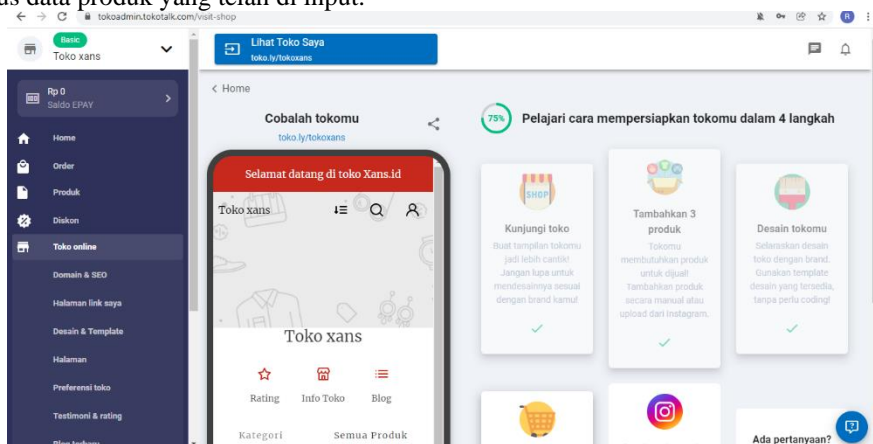 us data produk yang telah di input.
tokoadmin.tokotalk.com/visit-shop
R
Basic
Toko xans
Lihat Toko Saya
toko.ly/tokoxans
Rp 0
Saldo EPAY
Home
Order
Produk
Diskon
Toko online
Domain & SEO
Halaman link saya
Desain & Template
Halaman
Preferensi toko
Testimoni & rating
< Home
Cobalah tokomu
toko.ly/tokoxans
Selamat datang di toko Xans.id
Toko xans
Toko xans
Rating Info Toko Blog
Kategori Semua Produk
75% Pelajari cara mempersiapkan tokomu dalam 4 langkah
SHOP
Kunjungi toko
Buat tampilan tokomu
jadi lebih cantik!
Jangan lupa untuk
mendesainnya sesuai
dengan brand kamu!
Tambahkan 3
produk
Tokomu
membutuhkan produk
untuk dijual!
Tambahkan produk
secara manual atau
upload dari Instagram.
Desain tokomu
Selaraskan desain
toko dengan brand.
Gunakan template
desain yang tersedia,
tanpa perlu coding!
Ada pertanyaan?